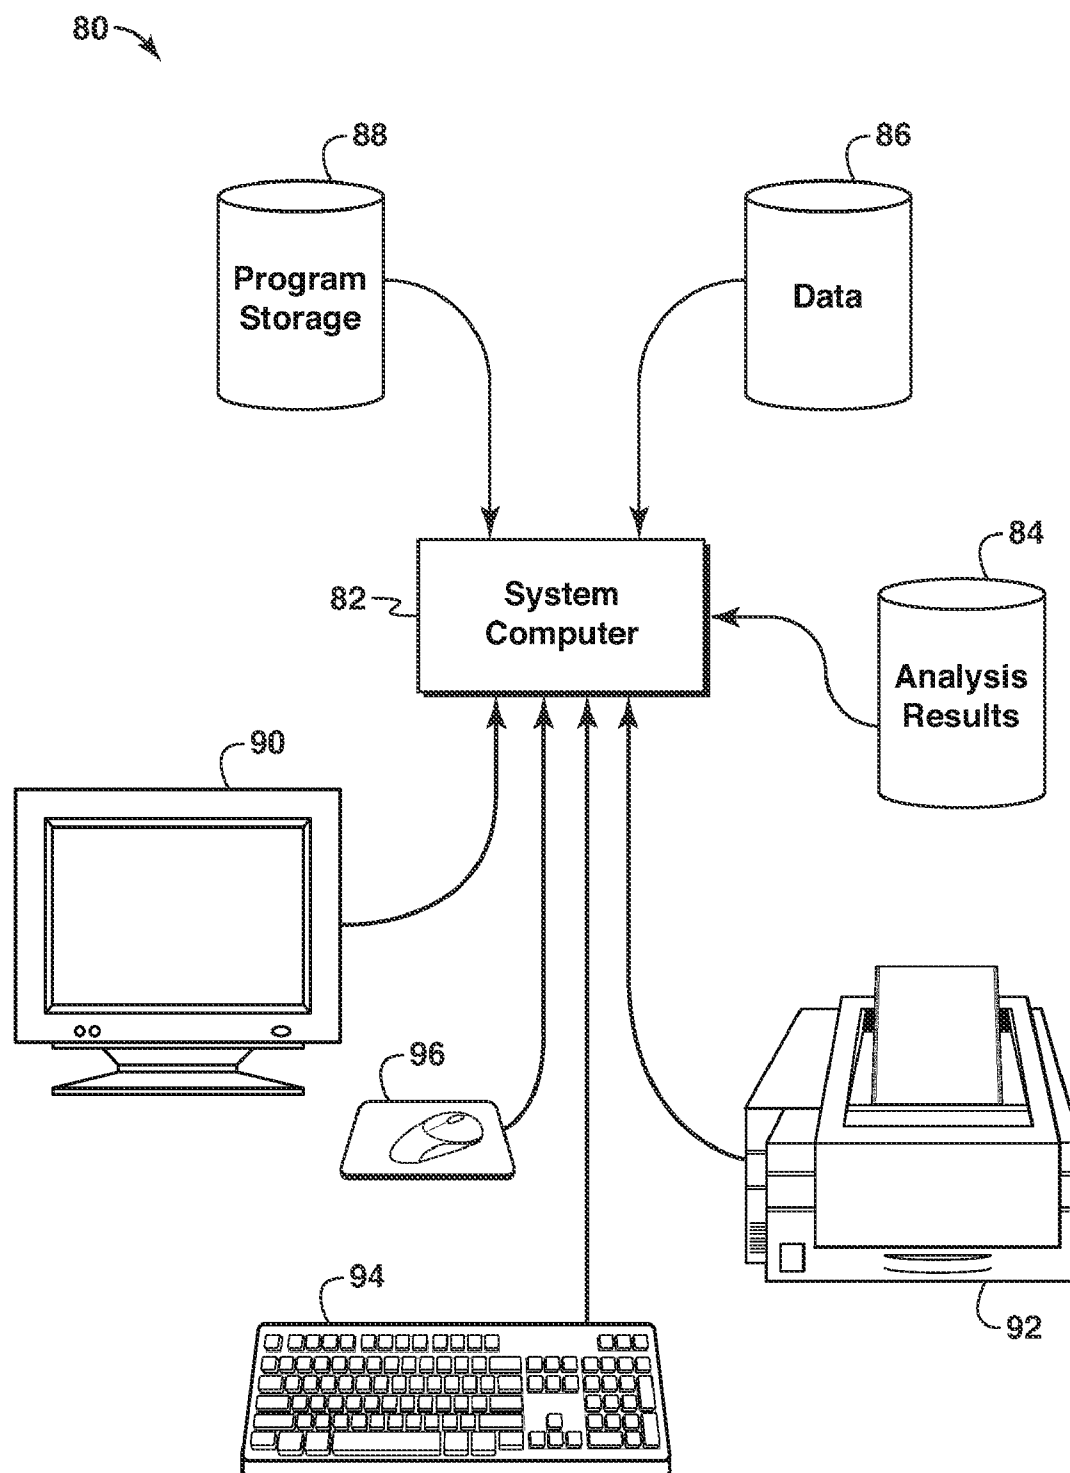 80
88
86
Program
Storage
Data
84
82
System
Computer
Analysis
Results
90
96
94
92